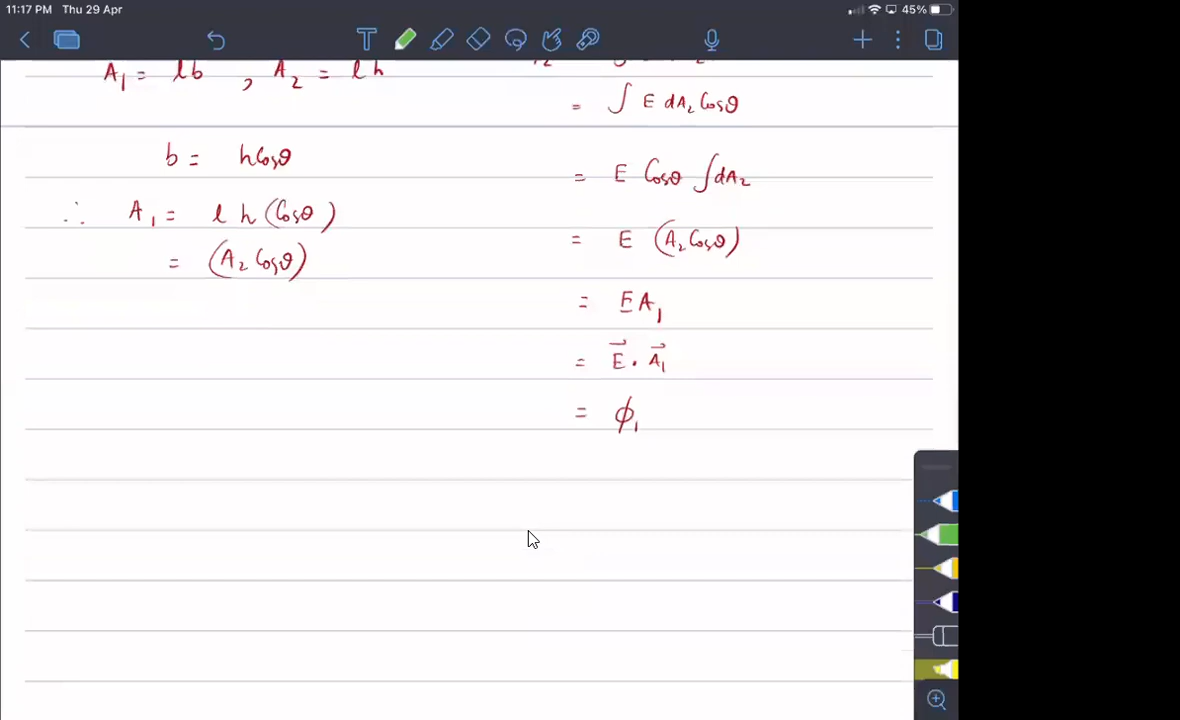 11:17 PM Thu 29 Apr
45%
A₁ = lb , A₂ = lh
b = hCosθ
∴ A₁ = l h (Cosθ)
= (A₂ Cosθ)
= ∫ E dA₂ Cosθ
= E Cosθ ∫dA₂
= E (A₂ Cosθ)
= E A₁
= E⃗ . A⃗₁
= ϕ₁